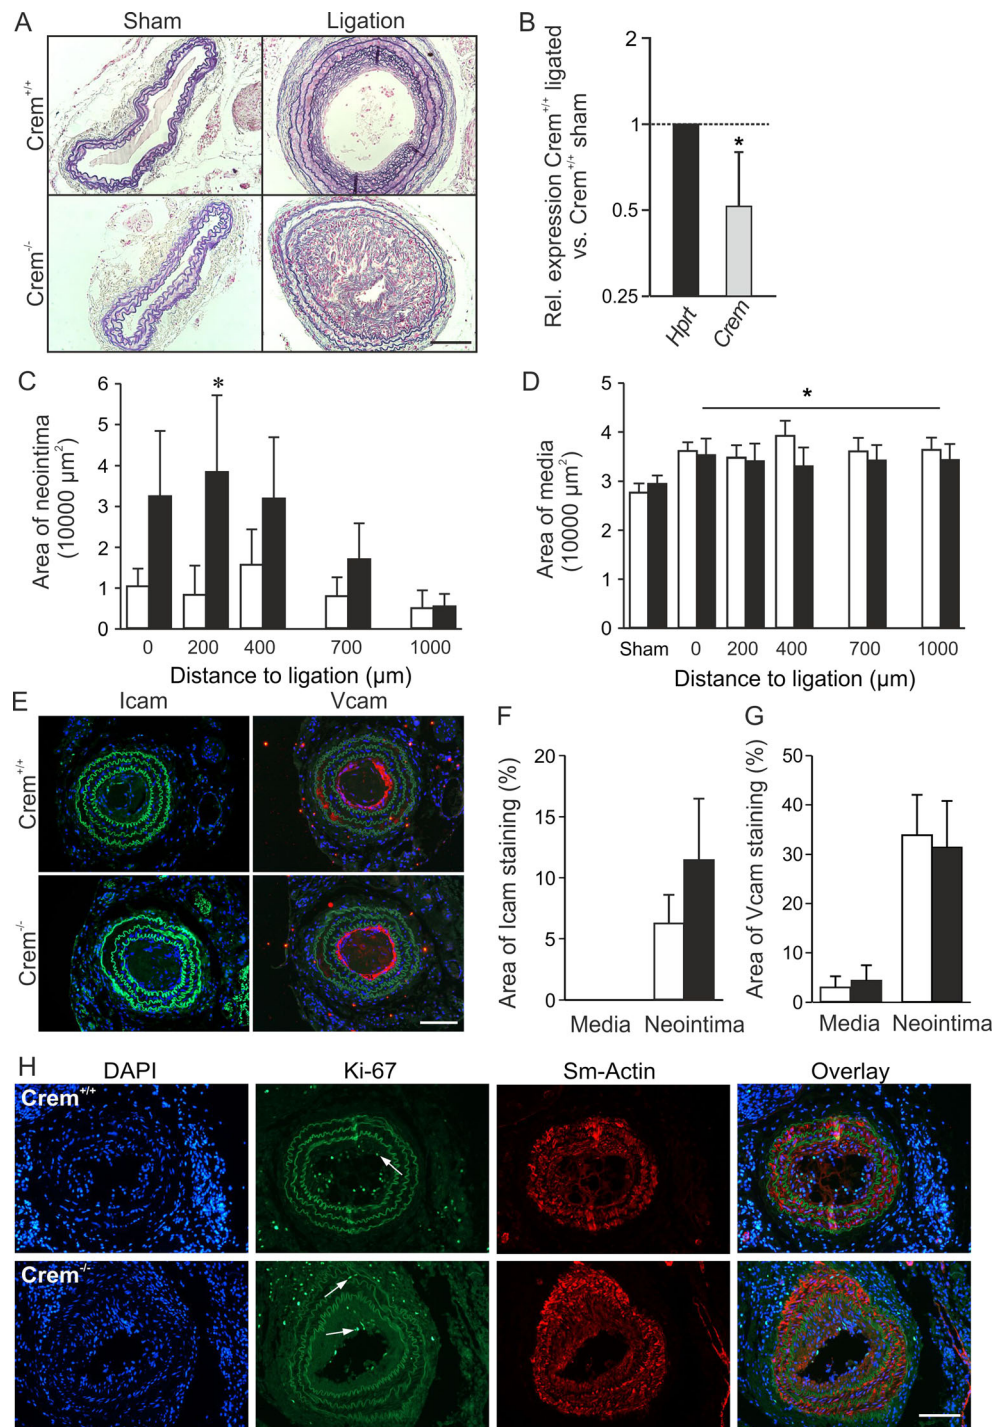 A
Sham
Ligation
Crem+/+
Crem-/-
B
Rel. expression Crem+/+ ligated
vs. Crem+/+ sham
2
1
0.5
0.25
*
Hprt
Crem
C
Area of neointima
(10000 µm²)
6
5
4
3
2
1
0
*
0 200 400 700 1000
Distance to ligation (µm)
D
Area of media
(10000 µm²)
5
4
3
2
1
0
*
Sham 0 200 400 700 1000
Distance to ligation (µm)
E
Icam
Vcam
Crem+/+
Crem-/-
F
Area of Icam staining (%)
20
15
10
5
0
Media Neointima
G
Area of Vcam staining (%)
50
40
30
20
10
0
Media Neointima
H
DAPI
Ki-67
Sm-Actin
Overlay
Crem+/+
Crem-/-